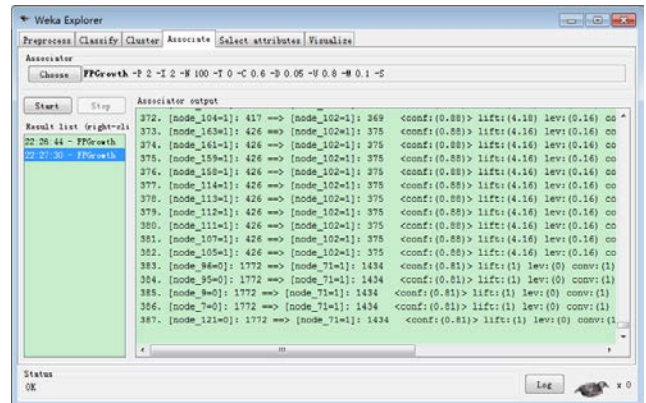 Weka Explorer
Preprocess Classify Cluster Associate Select attributes Visualize
Associator
Choose FPGrowth -P 2 -I 2 -N 100 -T 0 -C 0.6 -D 0.05 -U 0.8 -M 0.1 -S
Start Stop
Associator output
Result list (right-cli
22:26:44 - FPGrowth
22:27:30 - FPGrowth
372. [node_104=1]: 417 ==> [node_102=1]: 369 <conf:(0.88)> lift:(4.18) lev:(0.16) co
373. [node_163=1]: 426 ==> [node_102=1]: 375 <conf:(0.88)> lift:(4.16) lev:(0.16) co
374. [node_161=1]: 426 ==> [node_102=1]: 375 <conf:(0.88)> lift:(4.16) lev:(0.16) co
375. [node_159=1]: 426 ==> [node_102=1]: 375 <conf:(0.88)> lift:(4.16) lev:(0.16) co
376. [node_158=1]: 426 ==> [node_102=1]: 375 <conf:(0.88)> lift:(4.16) lev:(0.16) co
377. [node_114=1]: 426 ==> [node_102=1]: 375 <conf:(0.88)> lift:(4.16) lev:(0.16) co
378. [node_113=1]: 426 ==> [node_102=1]: 375 <conf:(0.88)> lift:(4.16) lev:(0.16) co
379. [node_112=1]: 426 ==> [node_102=1]: 375 <conf:(0.88)> lift:(4.16) lev:(0.16) co
380. [node_111=1]: 426 ==> [node_102=1]: 375 <conf:(0.88)> lift:(4.16) lev:(0.16) co
381. [node_107=1]: 426 ==> [node_102=1]: 375 <conf:(0.88)> lift:(4.16) lev:(0.16) co
382. [node_105=1]: 426 ==> [node_102=1]: 375 <conf:(0.88)> lift:(4.16) lev:(0.16) co
383. [node_96=0]: 1772 ==> [node_71=1]: 1434 <conf:(0.81)> lift:(1) lev:(0) conv:(1)
384. [node_95=0]: 1772 ==> [node_71=1]: 1434 <conf:(0.81)> lift:(1) lev:(0) conv:(1)
385. [node_9=0]: 1772 ==> [node_71=1]: 1434 <conf:(0.81)> lift:(1) lev:(0) conv:(1)
386. [node_7=0]: 1772 ==> [node_71=1]: 1434 <conf:(0.81)> lift:(1) lev:(0) conv:(1)
387. [node_121=0]: 1772 ==> [node_71=1]: 1434 <conf:(0.81)> lift:(1) lev:(0) conv:(1
Status
OK
Log
x 0